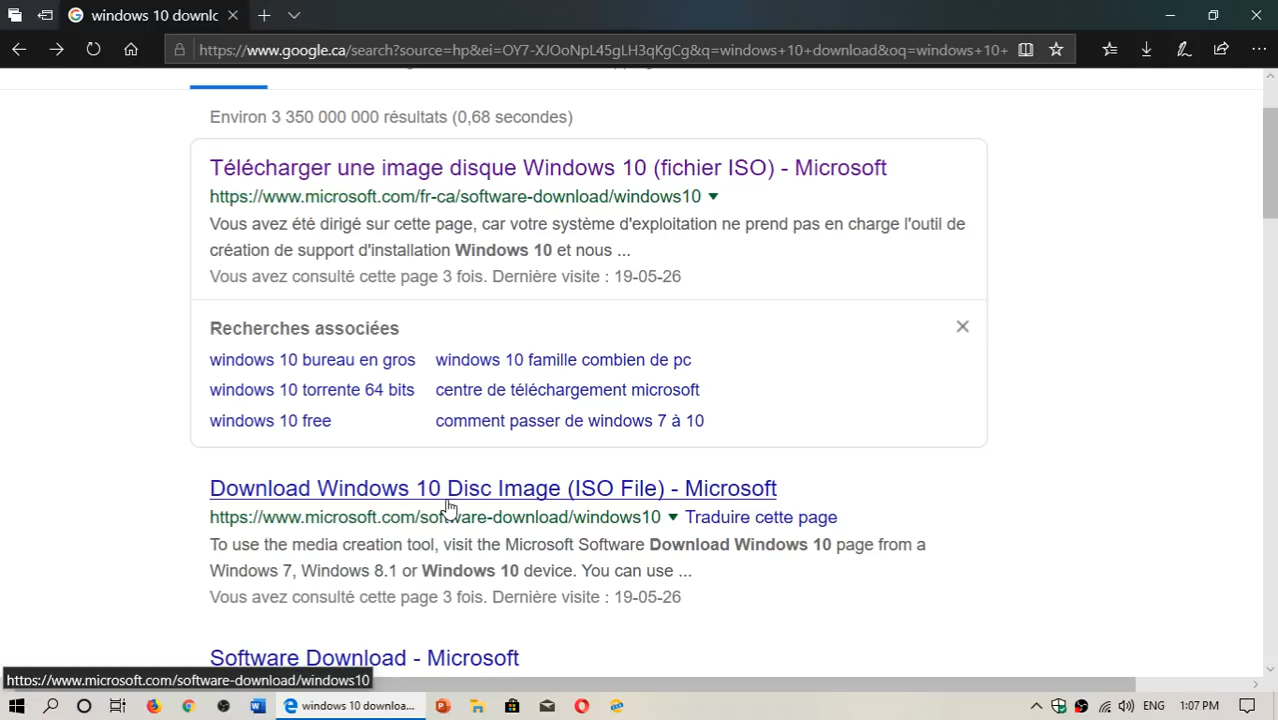 windows 10 downlc
https://www.google.ca/search?source=hp&ei=OY7-XJOoNpL45gLH3qKgCg&q=windows+10+download&oq=windows+10+
Environ 3 350 000 000 résultats (0,68 secondes)
Télécharger une image disque Windows 10 (fichier ISO) - Microsoft
https://www.microsoft.com/fr-ca/software-download/windows10
Vous avez été dirigé sur cette page, car votre système d'exploitation ne prend pas en charge l'outil de
création de support d'installation Windows 10 et nous ...
Vous avez consulté cette page 3 fois. Dernière visite : 19-05-26
Recherches associées
windows 10 bureau en gros windows 10 famille combien de pc
windows 10 torrente 64 bits centre de téléchargement microsoft
windows 10 free comment passer de windows 7 à 10
Download Windows 10 Disc Image (ISO File) - Microsoft
https://www.microsoft.com/software-download/windows10 Traduire cette page
To use the media creation tool, visit the Microsoft Software Download Windows 10 page from a
Windows 7, Windows 8.1 or Windows 10 device. You can use ...
Vous avez consulté cette page 3 fois. Dernière visite : 19-05-26
Software Download - Microsoft
https://www.microsoft.com/software-download/windows10
windows 10 downloa... ENG 1:07 PM